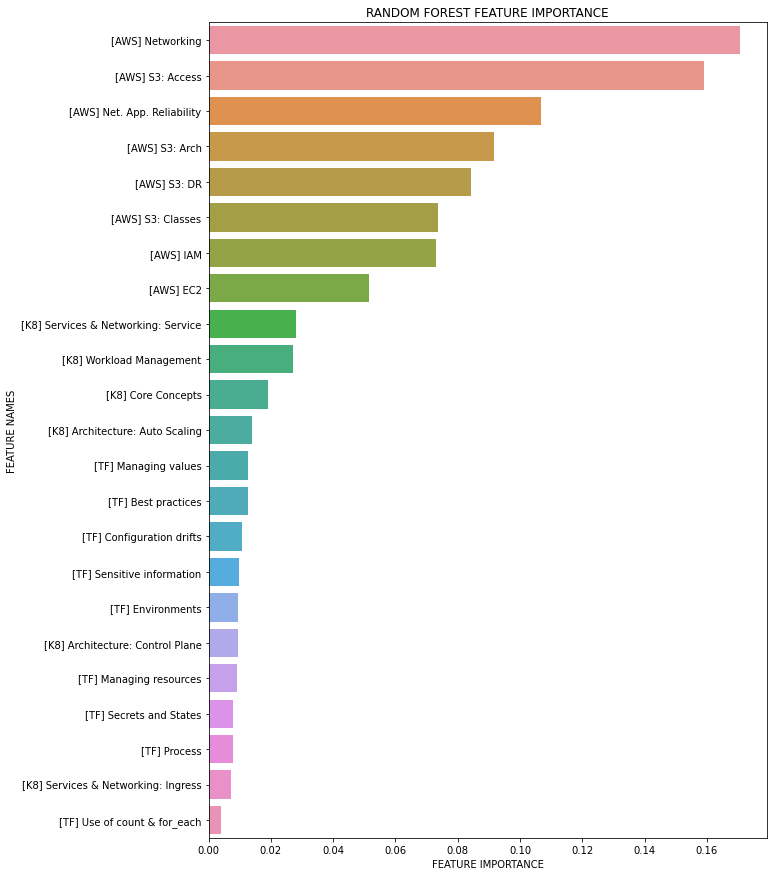 RANDOM FOREST FEATURE IMPORTANCE
FEATURE NAMES
[AWS] Networking
[AWS] S3: Access
[AWS] Net. App. Reliability
[AWS] S3: Arch
[AWS] S3: DR
[AWS] S3: Classes
[AWS] IAM
[AWS] EC2
[K8] Services & Networking: Service
[K8] Workload Management
[K8] Core Concepts
[K8] Architecture: Auto Scaling
[TF] Managing values
[TF] Best practices
[TF] Configuration drifts
[TF] Sensitive information
[TF] Environments
[K8] Architecture: Control Plane
[TF] Managing resources
[TF] Secrets and States
[TF] Process
[K8] Services & Networking: Ingress
[TF] Use of count & for_each
0.00 0.02 0.04 0.06 0.08 0.10 0.12 0.14 0.16
FEATURE IMPORTANCE